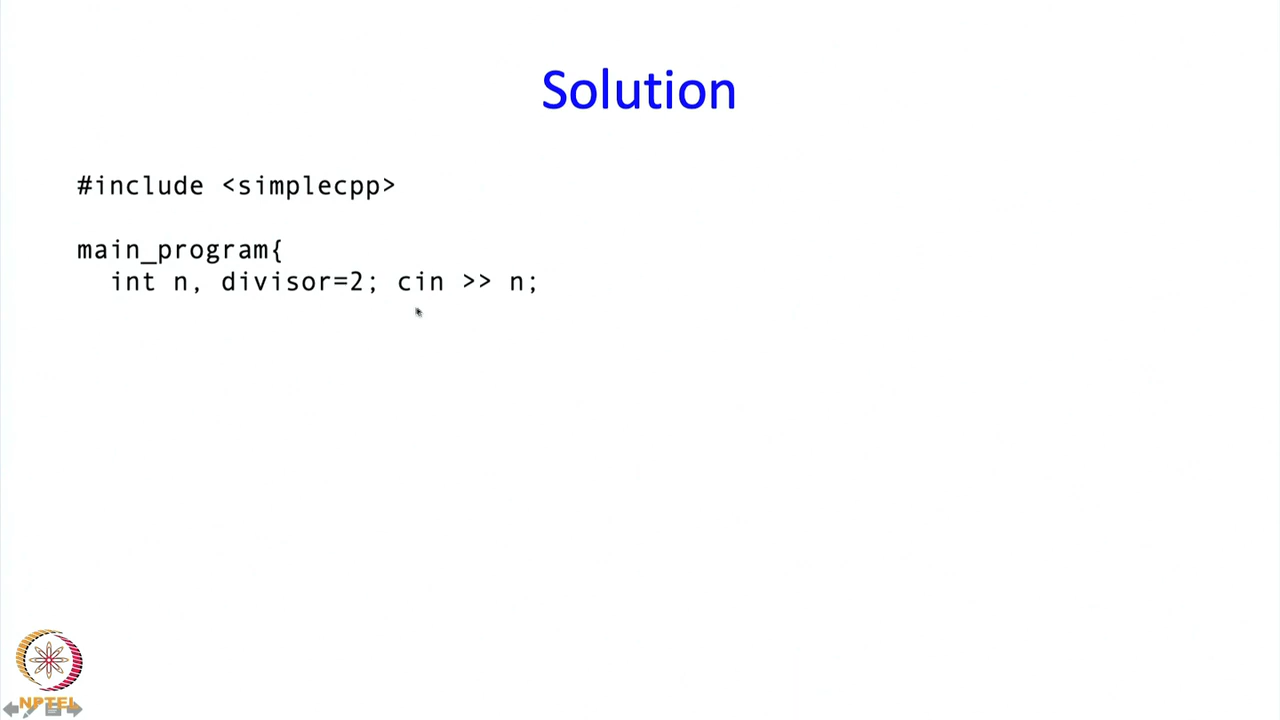 Solution
#include <simplecpp>
main_program{
int n, divisor=2; cin >> n;
NPTEL